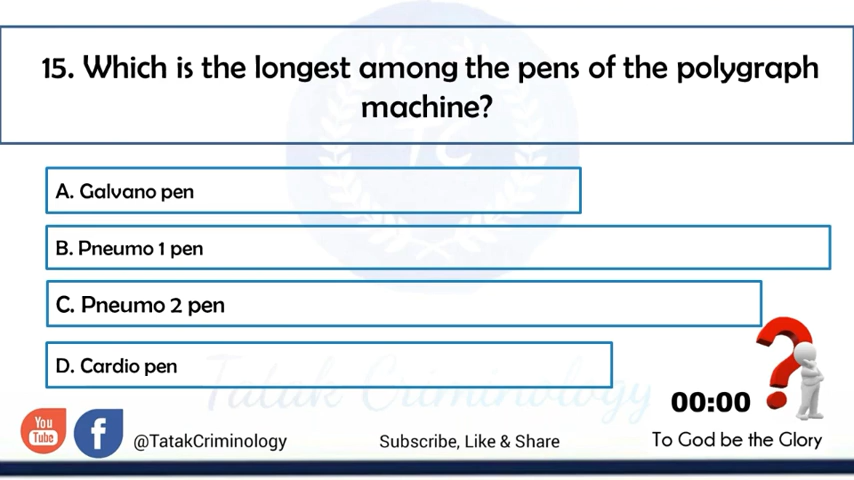 15. Which is the longest among the pens of the polygraph
machine?
TC
A. Galvano pen
B. Pneumo 1 pen
C. Pneumo 2 pen
D. Cardio pen
Tatak Criminology
00:00
You
Tube
f
@TatakCriminology
Subscribe, Like & Share
To God be the Glory